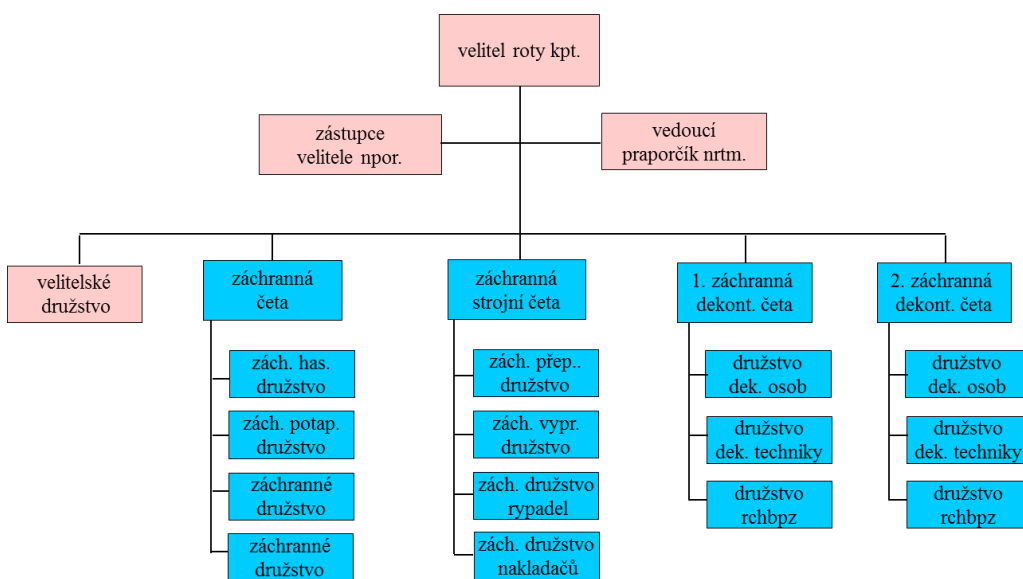 velitel roty kpt.
zástupce
velitele npor.
vedoucí
praporčík nrtm.
velitelské
družstvo
záchranná
četa
záchranná
strojní četa
1. záchranná
dekont. četa
2. záchranná
dekont. četa
zách. has.
družstvo
zách. potap.
družstvo
záchranné
družstvo
záchranné
družstvo
zách. přep..
družstvo
zách. vypr.
družstvo
zách. družstvo
rypadel
zách. družstvo
nakladačů
družstvo
dek. osob
družstvo
dek. techniky
družstvo
rchbpz
družstvo
dek. osob
družstvo
dek. techniky
družstvo
rchbpz